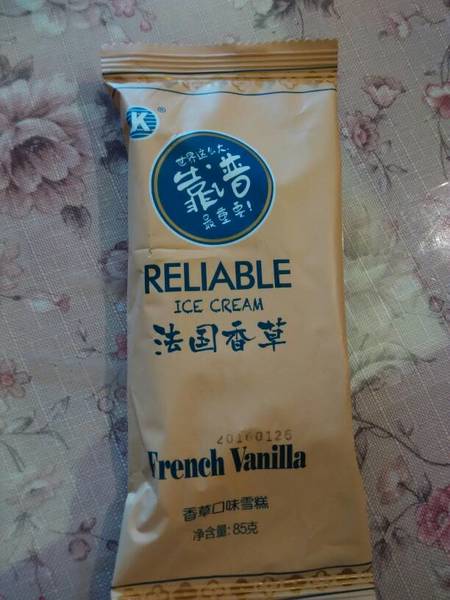 K®
世界这么大,
靠谱
最重要!
RELIABLE
ICE CREAM
法国香草
20160126
French Vanilla
香草口味雪糕
净含量:85克